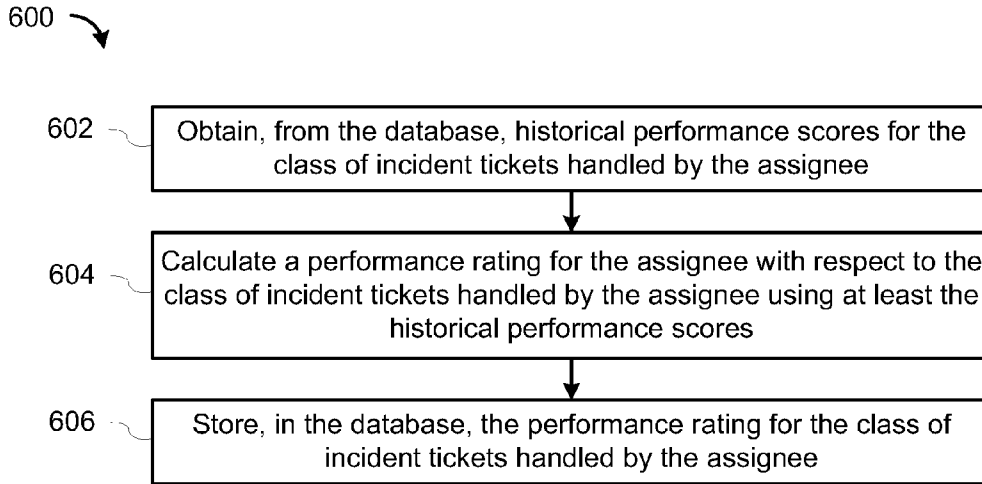 600
602
Obtain, from the database, historical performance scores for the
class of incident tickets handled by the assignee
604
Calculate a performance rating for the assignee with respect to the
class of incident tickets handled by the assignee using at least the
historical performance scores
606
Store, in the database, the performance rating for the class of
incident tickets handled by the assignee